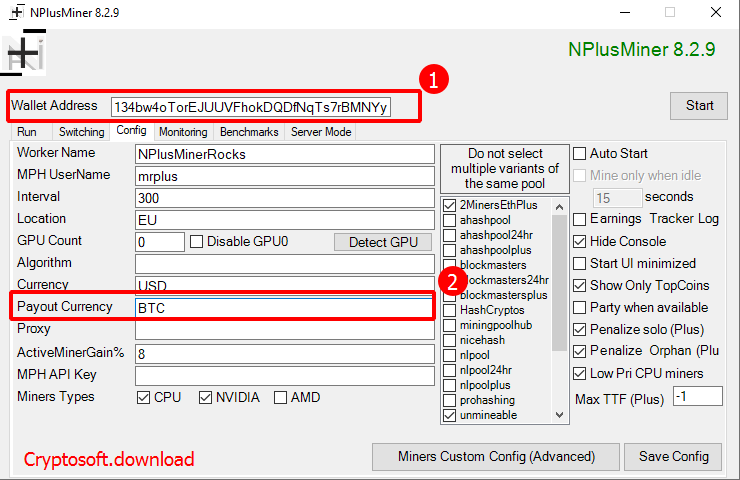 NPlusMiner 8.2.9
NPlusMiner 8.2.9
1
Wallet Address 134bw4oTorEJUUVFhokDQDfNqTs7rBMNYy Start
Run Switching Config Monitoring Benchmarks Server Mode
Worker Name NPlusMinerRocks
MPH UserName mrplus
Interval 300
Location EU
GPU Count 0 Disable GPU0 Detect GPU
Algorithm
Currency USD
2
Payout Currency BTC
Proxy
ActiveMinerGain% 8
MPH API Key
Miners Types CPU NVIDIA AMD
Do not select
multiple variants of
the same pool
2MinersEthPlus
ahashpool
ahashpool24hr
ahashpoolplus
blockmasters
blockmasters24hr
blockmastersplus
HashCryptos
miningpoolhub
nicehash
nlpool
nlpool24hr
nlpoolplus
prohashing
unmineable
Auto Start
Mine only when idle
15 seconds
Earnings Tracker Log
Hide Console
Start UI minimized
Show Only TopCoins
Party when available
Penalize solo (Plus)
Penalize Orphan (Plu
Low Pri CPU miners
Max TTF (Plus) -1
Cryptosoft.download
Miners Custom Config (Advanced) Save Config